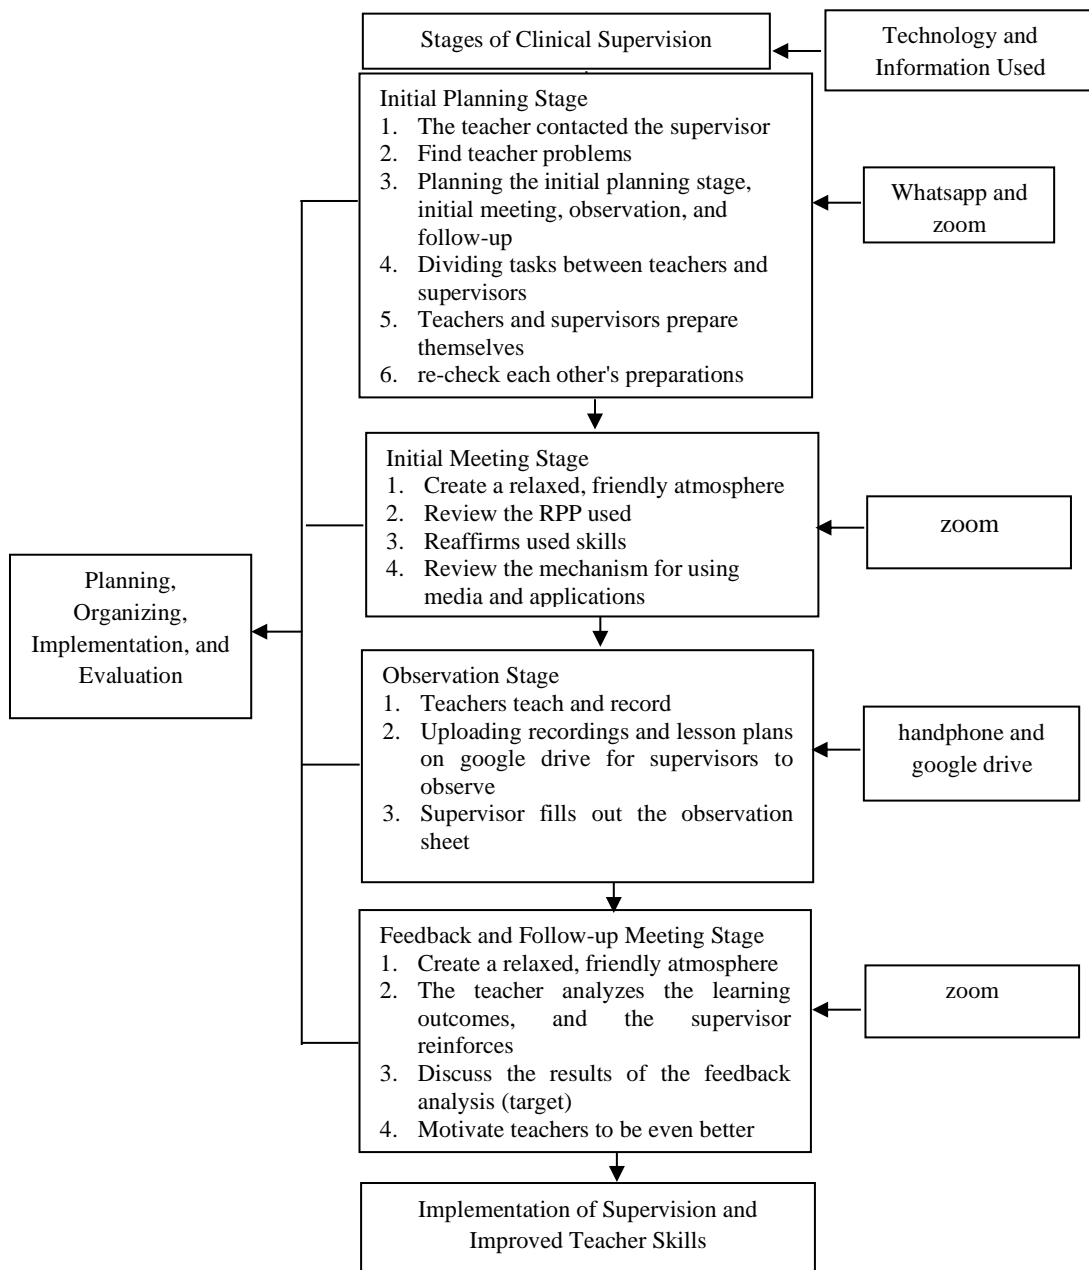 Stages of Clinical Supervision
Technology and
Information Used
Initial Planning Stage
1. The teacher contacted the supervisor
2. Find teacher problems
3. Planning the initial planning stage,
initial meeting, observation, and
follow-up
4. Dividing tasks between teachers and
supervisors
5. Teachers and supervisors prepare
themselves
6. re-check each other's preparations
Whatsapp and
zoom
Initial Meeting Stage
1. Create a relaxed, friendly atmosphere
2. Review the RPP used
3. Reaffirms used skills
4. Review the mechanism for using
media and applications
zoom
Planning,
Organizing,
Implementation, and
Evaluation
Observation Stage
1. Teachers teach and record
2. Uploading recordings and lesson plans
on google drive for supervisors to
observe
3. Supervisor fills out the observation
sheet
handphone and
google drive
Feedback and Follow-up Meeting Stage
1. Create a relaxed, friendly atmosphere
2. The teacher analyzes the learning
outcomes, and the supervisor
reinforces
3. Discuss the results of the feedback
analysis (target)
4. Motivate teachers to be even better
zoom
Implementation of Supervision and
Improved Teacher Skills